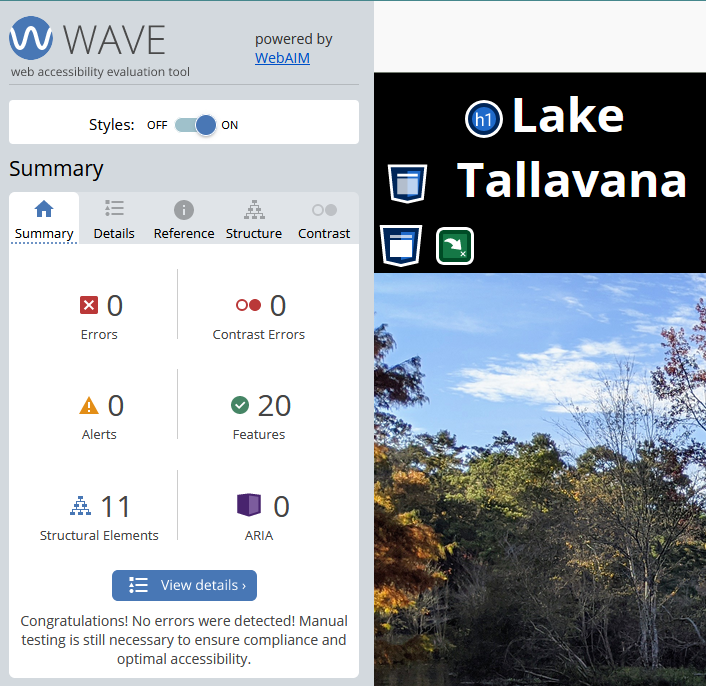 WAVE
powered by
WebAIM
web accessibility evaluation tool
Styles: OFF ON
Summary
Summary Details Reference Structure Contrast
0 0
Errors Contrast Errors
0 20
Alerts Features
11 0
Structural Elements ARIA
View details ›
Congratulations! No errors were detected! Manual
testing is still necessary to ensure compliance and
optimal accessibility.
h1 Lake
Tallavana